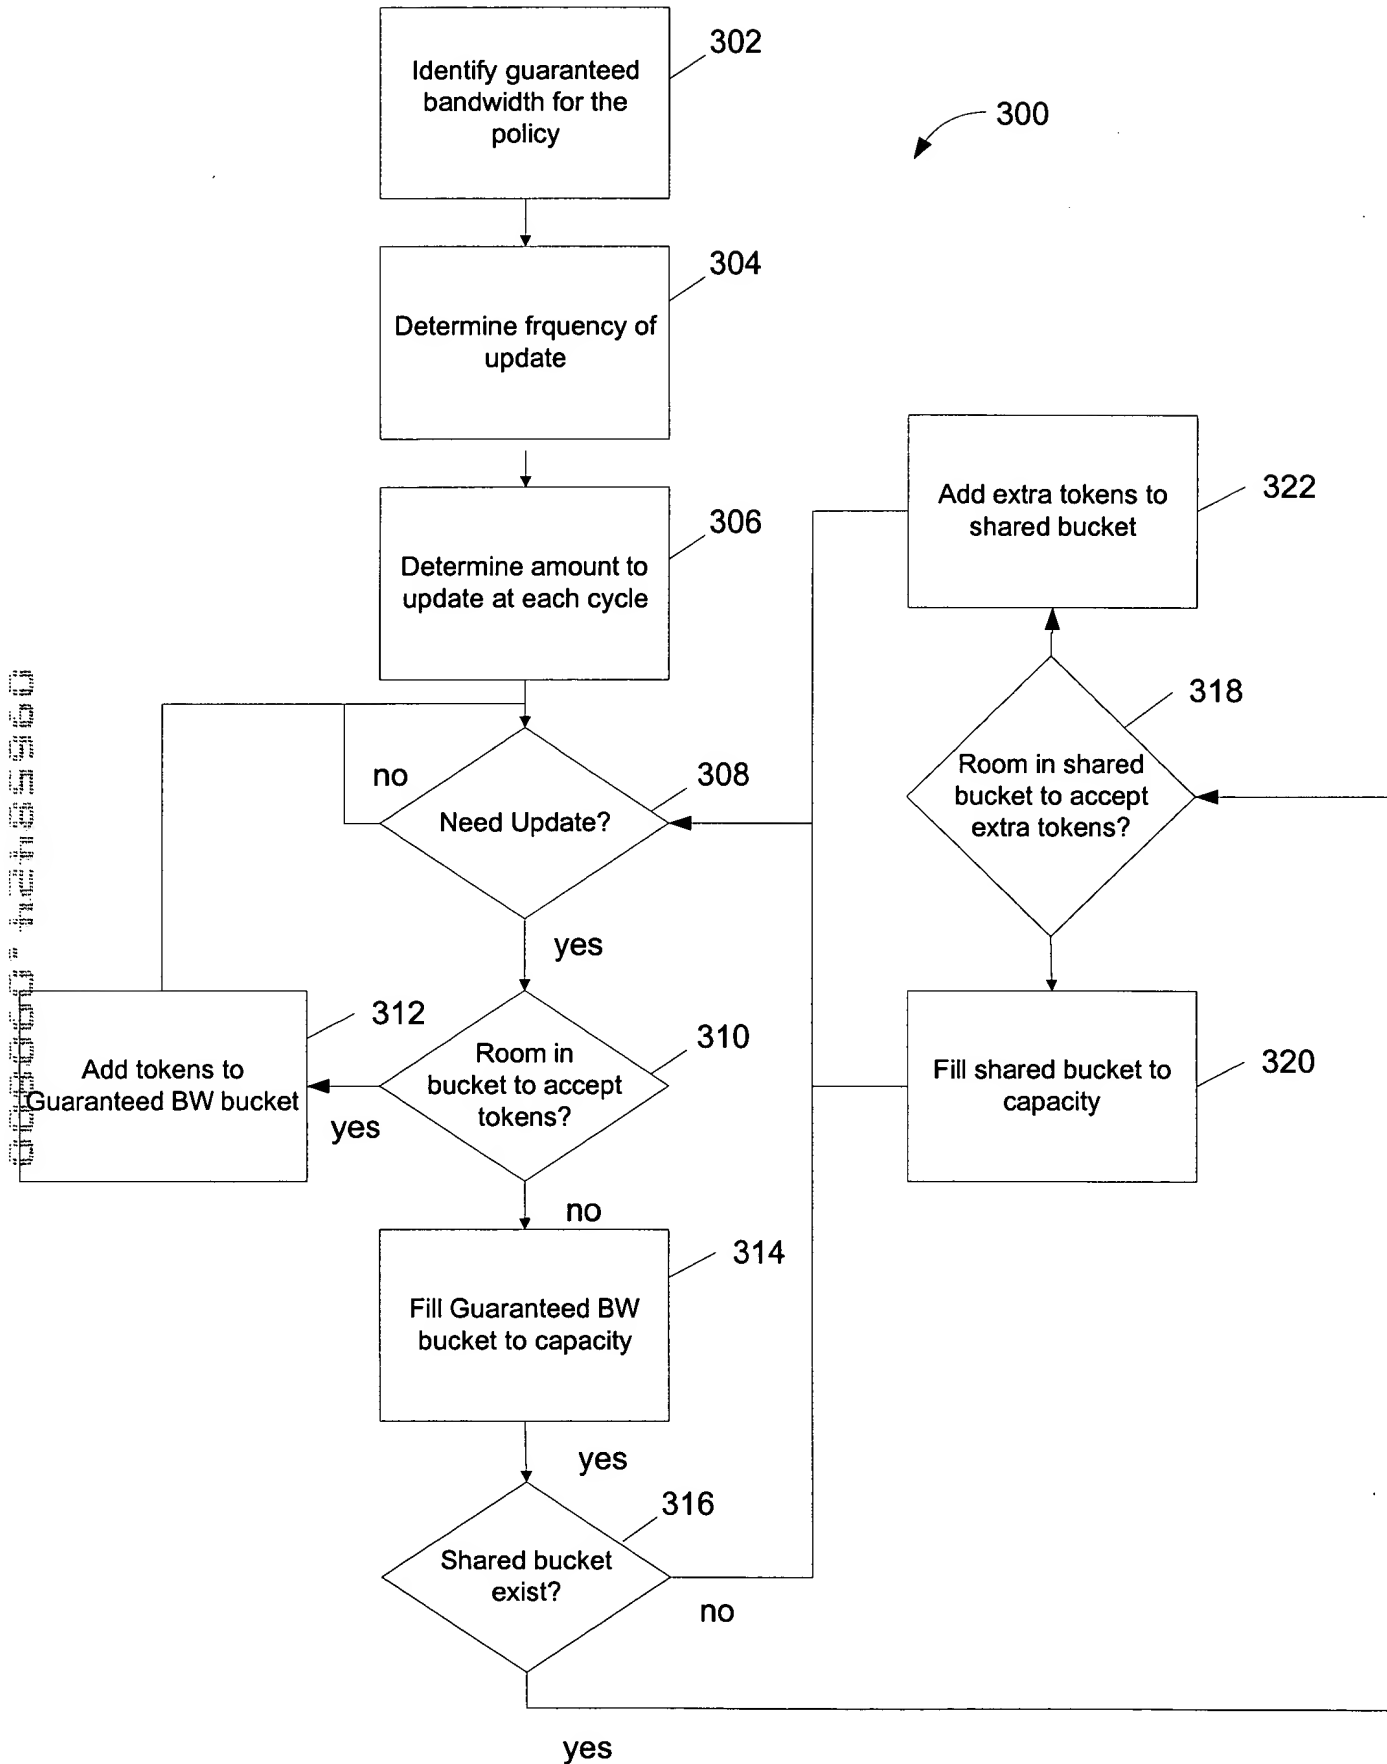 302
Identify guaranteed
bandwidth for the
policy
300
304
Determine frquency of
update
306
Determine amount to
update at each cycle
322
Add extra tokens to
shared bucket
318
Room in shared
bucket to accept
extra tokens?
no
308
Need Update?
yes
312
Add tokens to
Guaranteed BW bucket
310
Room in
bucket to accept
tokens?
yes
320
Fill shared bucket to
capacity
no
314
Fill Guaranteed BW
bucket to capacity
yes
316
Shared bucket
exist?
no
yes